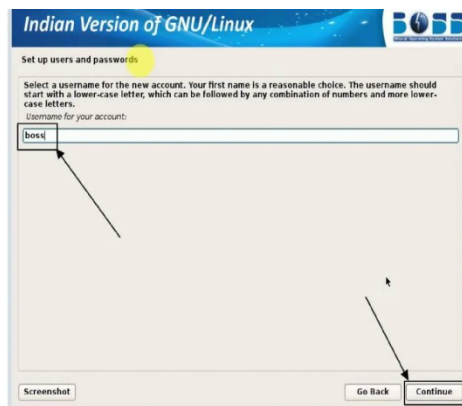 Indian Version of GNU/Linux
BOSS
Set up users and passwords
Select a username for the new account. Your first name is a reasonable choice. The username should
start with a lower-case letter, which can be followed by any combination of numbers and more lower-
case letters.
Username for your account:
boss
Screenshot
Go Back
Continue